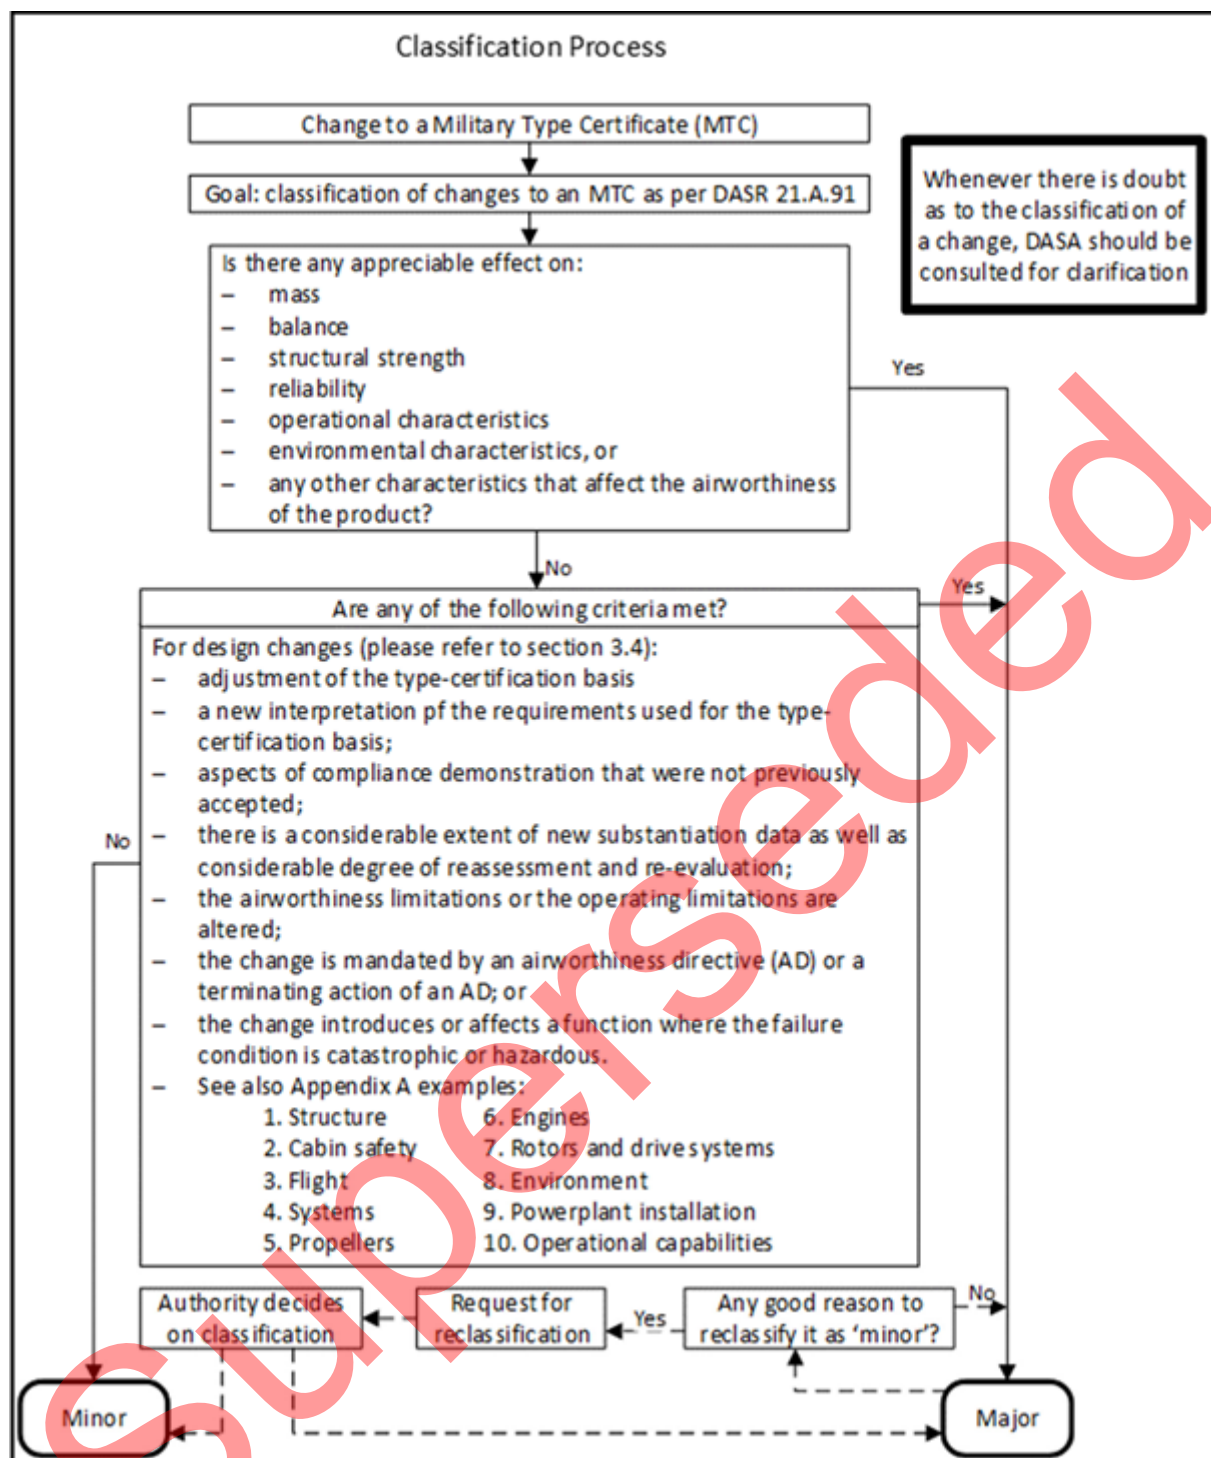 Classification Process
Change to a Military Type Certificate (MTC)
Goal: classification of changes to an MTC as per DASR 21.A.91
Whenever there is doubt
as to the classification of
a change, DASA should be
consulted for clarification
Is there any appreciable effect on:
– mass
– balance
– structural strength
– reliability
– operational characteristics
– environmental characteristics, or
– any other characteristics that affect the airworthiness
of the product?
Yes
No
Are any of the following criteria met?
Yes
For design changes (please refer to section 3.4):
– adjustment of the type-certification basis
– a new interpretation pf the requirements used for the type-
certification basis;
– aspects of compliance demonstration that were not previously
accepted;
– there is a considerable extent of new substantiation data as well as
considerable degree of reassessment and re-evaluation;
– the airworthiness limitations or the operating limitations are
altered;
– the change is mandated by an airworthiness directive (AD) or a
terminating action of an AD; or
– the change introduces or affects a function where the failure
condition is catastrophic or hazardous.
– See also Appendix A examples:
1. Structure 6. Engines
2. Cabin safety 7. Rotors and drive systems
3. Flight 8. Environment
4. Systems 9. Powerplant installation
5. Propellers 10. Operational capabilities
No
Authority decides
on classification
Request for
reclassification
Yes
Any good reason to
reclassify it as 'minor'?
No
Minor
Major
Superseded